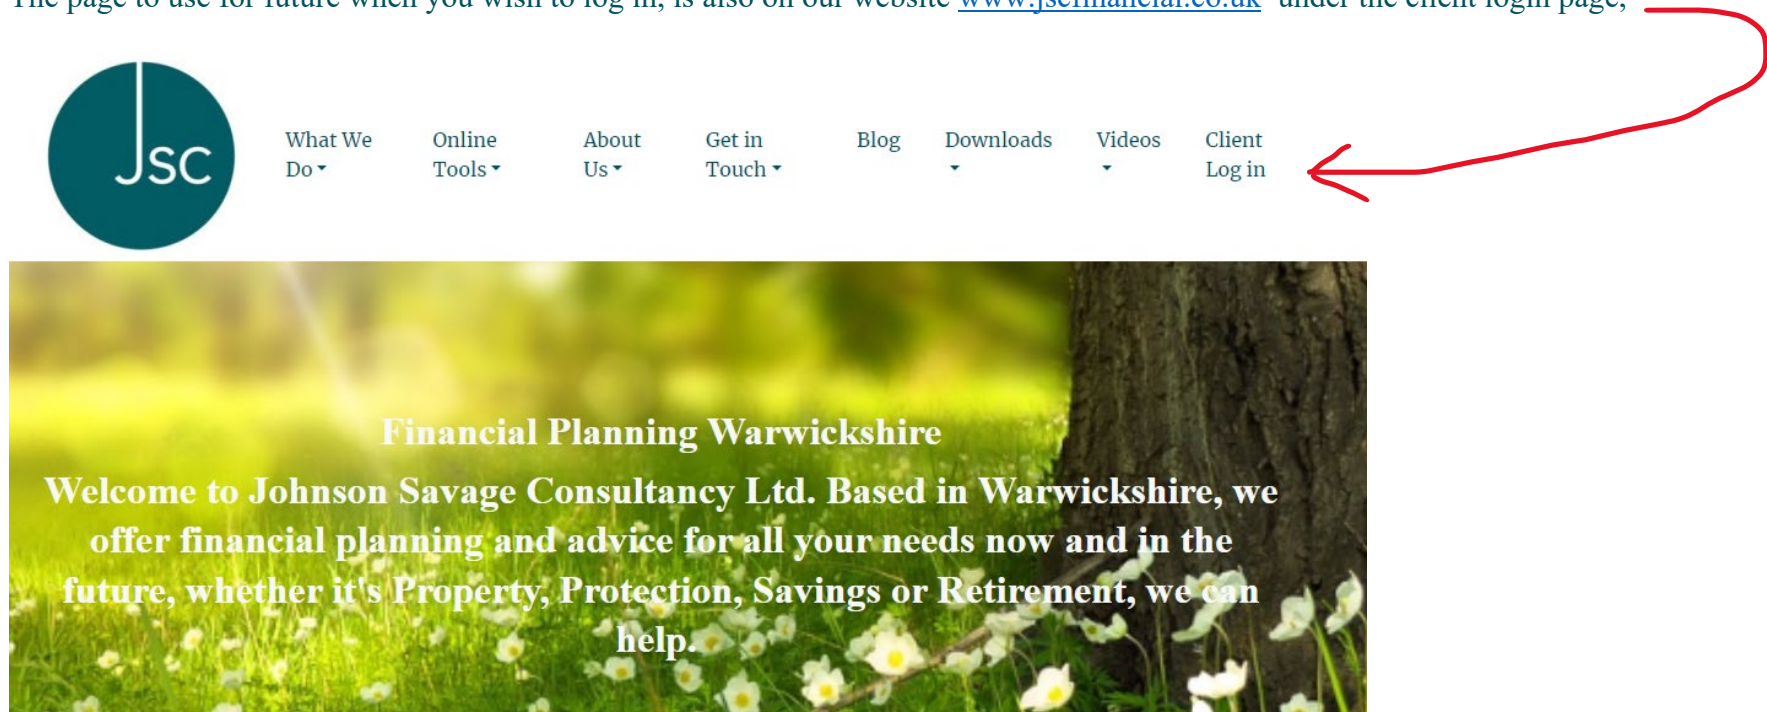 The page to use for future when you wish to log in, is also on our website www.jscfinancial.co.uk under the client login page,
JSC
What We Do
Online Tools
About Us
Get in Touch
Blog
Downloads
Videos
Client Log in
Financial Planning Warwickshire
Welcome to Johnson Savage Consultancy Ltd. Based in Warwickshire, we
offer financial planning and advice for all your needs now and in the
future, whether it's Property, Protection, Savings or Retirement, we can
help.